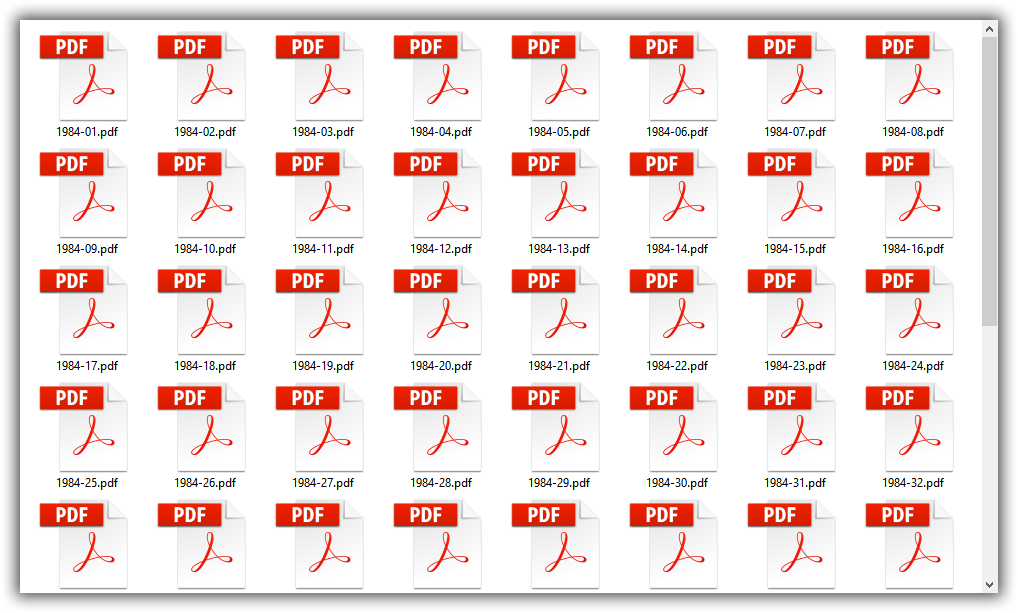 PDF PDF PDF PDF PDF PDF PDF PDF
1984-01.pdf 1984-02.pdf 1984-03.pdf 1984-04.pdf 1984-05.pdf 1984-06.pdf 1984-07.pdf 1984-08.pdf
PDF PDF PDF PDF PDF PDF PDF PDF
1984-09.pdf 1984-10.pdf 1984-11.pdf 1984-12.pdf 1984-13.pdf 1984-14.pdf 1984-15.pdf 1984-16.pdf
PDF PDF PDF PDF PDF PDF PDF PDF
1984-17.pdf 1984-18.pdf 1984-19.pdf 1984-20.pdf 1984-21.pdf 1984-22.pdf 1984-23.pdf 1984-24.pdf
PDF PDF PDF PDF PDF PDF PDF PDF
1984-25.pdf 1984-26.pdf 1984-27.pdf 1984-28.pdf 1984-29.pdf 1984-30.pdf 1984-31.pdf 1984-32.pdf
PDF PDF PDF PDF PDF PDF PDF PDF